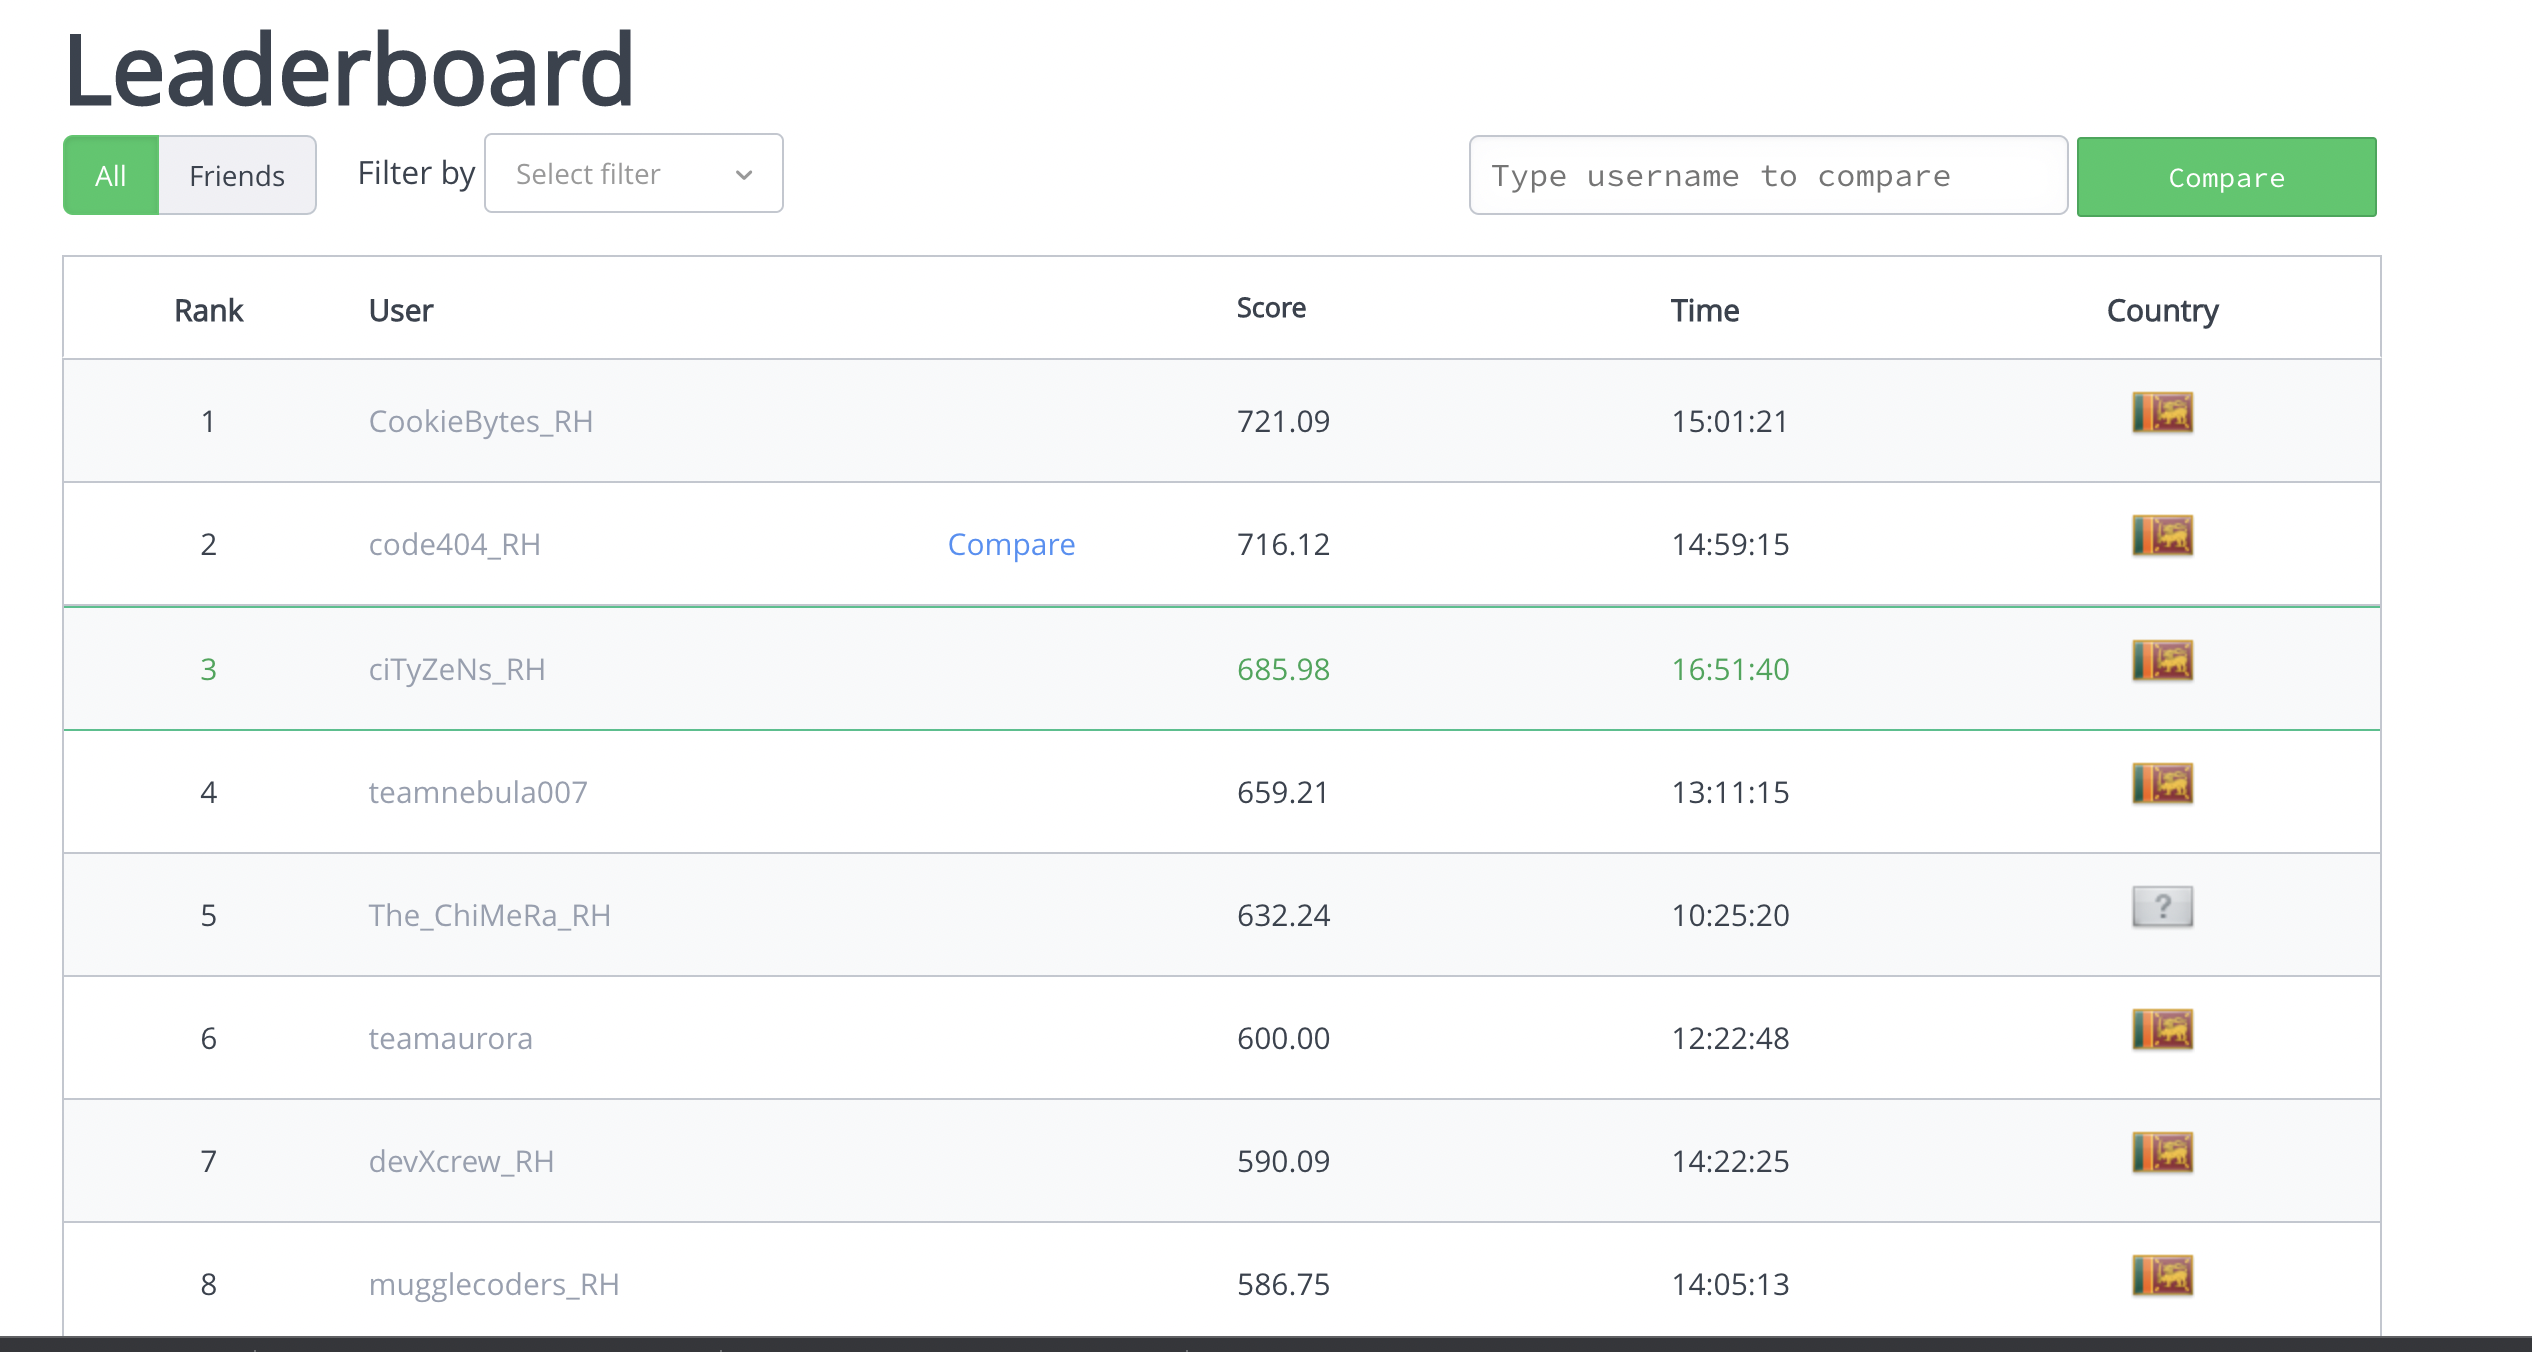 Leaderboard
All Friends Filter by Select filter Type username to compare Compare
Rank User Score Time Country
1 CookieBytes_RH 721.09 15:01:21
2 code404_RH Compare 716.12 14:59:15
3 ciTyZeNs_RH 685.98 16:51:40
4 teamnebula007 659.21 13:11:15
5 The_ChiMeRa_RH 632.24 10:25:20 ?
6 teamaurora 600.00 12:22:48
7 devXcrew_RH 590.09 14:22:25
8 mugglecoders_RH 586.75 14:05:13